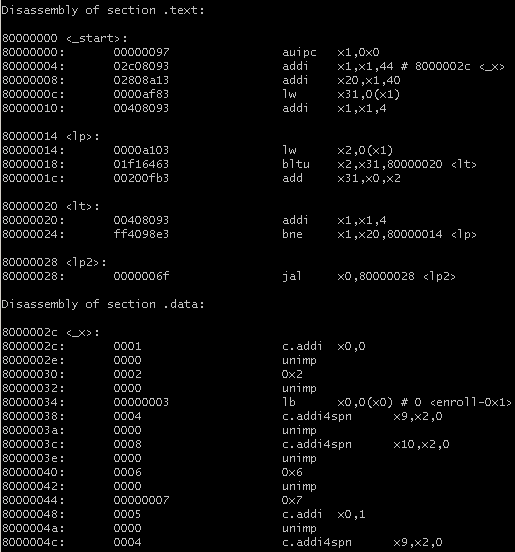 Disassembly of section .text:
80000000 <_start>:
80000000: 00000097 auipc x1,0x0
80000004: 02c08093 addi x1,x1,44 # 8000002c <_x>
80000008: 02808a13 addi x20,x1,40
8000000c: 0000af83 lw x31,0(x1)
80000010: 00408093 addi x1,x1,4
80000014 <lp>:
80000014: 0000a103 lw x2,0(x1)
80000018: 01f16463 bltu x2,x31,80000020 <lt>
8000001c: 00200fb3 add x31,x0,x2
80000020 <lt>:
80000020: 00408093 addi x1,x1,4
80000024: ff4098e3 bne x1,x20,80000014 <lp>
80000028 <lp2>:
80000028: 0000006f jal x0,80000028 <lp2>
Disassembly of section .data:
8000002c <_x>:
8000002c: 0001 c.addi x0,0
8000002e: 0000 unimp
80000030: 0002 0x2
80000032: 0000 unimp
80000034: 00000003 lb x0,0(x0) # 0 <enroll-0x1>
80000038: 0004 c.addi4spn x9,x2,0
8000003a: 0000 unimp
8000003c: 0008 c.addi4spn x10,x2,0
8000003e: 0000 unimp
80000040: 0006 0x6
80000042: 0000 unimp
80000044: 00000007 0x7
80000048: 0005 c.addi x0,1
8000004a: 0000 unimp
8000004c: 0004 c.addi4spn x9,x2,0